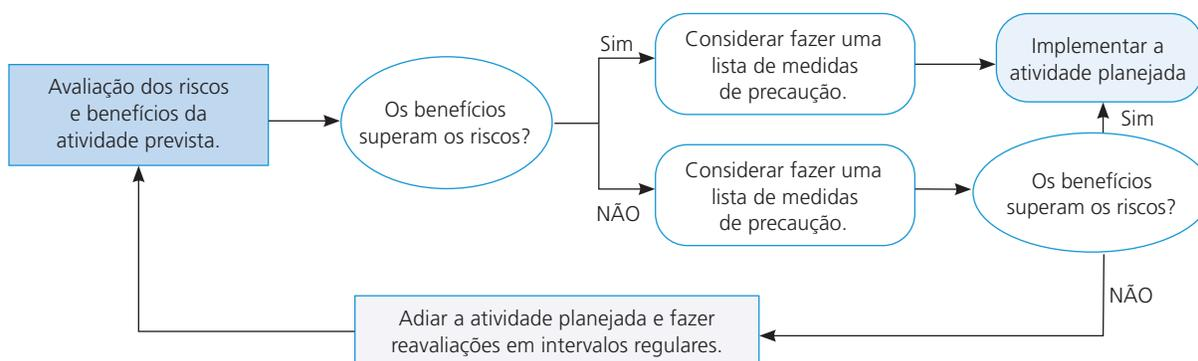 Avaliação dos riscos
e benefícios da
atividade prevista.
Os benefícios
superam os riscos?
Sim
Considerar fazer uma
lista de medidas
de precaução.
Implementar a
atividade planejada
NÃO
Considerar fazer uma
lista de medidas
de precaução.
Sim
Os benefícios
superam os riscos?
NÃO
Adiar a atividade planejada e fazer
reavaliações em intervalos regulares.